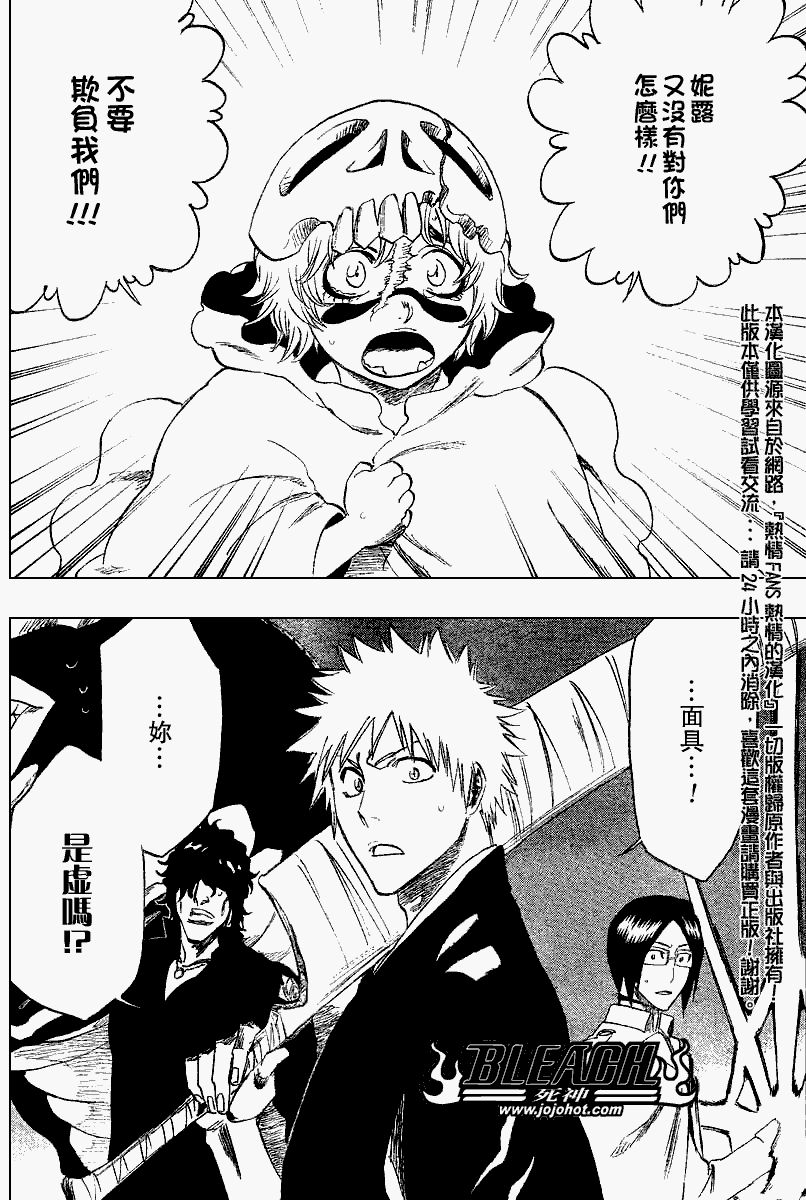 妮露
又没有對你們
怎麼樣!!
不要
欺負我們!!!
本漢化圖源來自於網路，『熱情FANS 熱情的漢化』一切版權歸原作者與出版社擁有！
此版本僅供學習試看交流... 請 24 小時之內消除，喜歡這套漫畫請購買正版！謝謝。
…面具…!
…妳…
是虛嗎!?
BLEACH
死神
www.jojohot.com